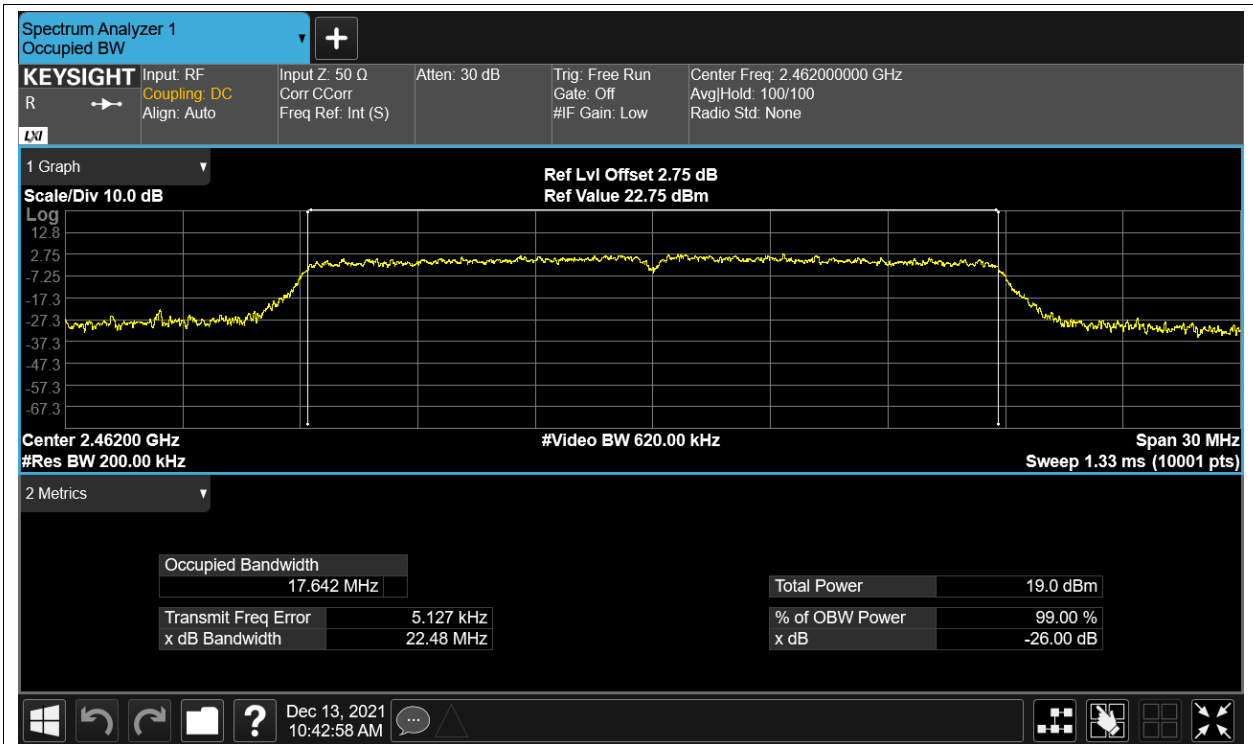 Spectrum Analyzer 1
Occupied BW
KEYSIGHT Input: RF Input Z: 50 Ω Atten: 30 dB Trig: Free Run Center Freq: 2.462000000 GHz
R Coupling: DC Corr CCorr Gate: Off Avg|Hold: 100/100
Align: Auto Freq Ref: Int (S) #IF Gain: Low Radio Std: None
LXI
1 Graph
Ref Lvl Offset 2.75 dB
Scale/Div 10.0 dB Ref Value 22.75 dBm
Log
12.8
2.75
-7.25
-17.3
-27.3
-37.3
-47.3
-57.3
-67.3
Center 2.46200 GHz #Video BW 620.00 kHz Span 30 MHz
#Res BW 200.00 kHz Sweep 1.33 ms (10001 pts)
2 Metrics
Occupied Bandwidth
17.642 MHz Total Power 19.0 dBm
Transmit Freq Error 5.127 kHz % of OBW Power 99.00 %
x dB Bandwidth 22.48 MHz x dB -26.00 dB
? Dec 13, 2021
10:42:58 AM